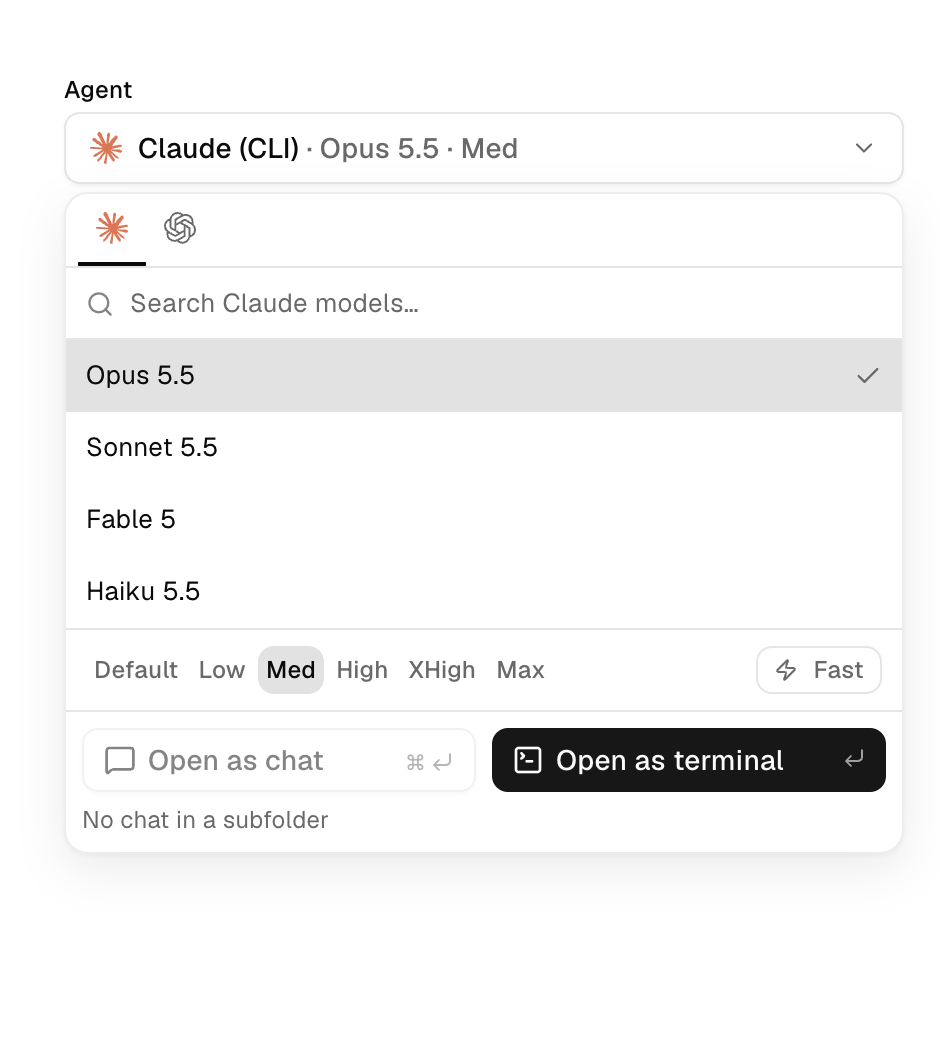 Agent
Claude (CLI) · Opus 5.5 · Med
Search Claude models…
Opus 5.5
Sonnet 5.5
Fable 5
Haiku 5.5
Default Low Med High XHigh Max Fast
Open as chat ⌘ ↵ Open as terminal ↵
No chat in a subfolder